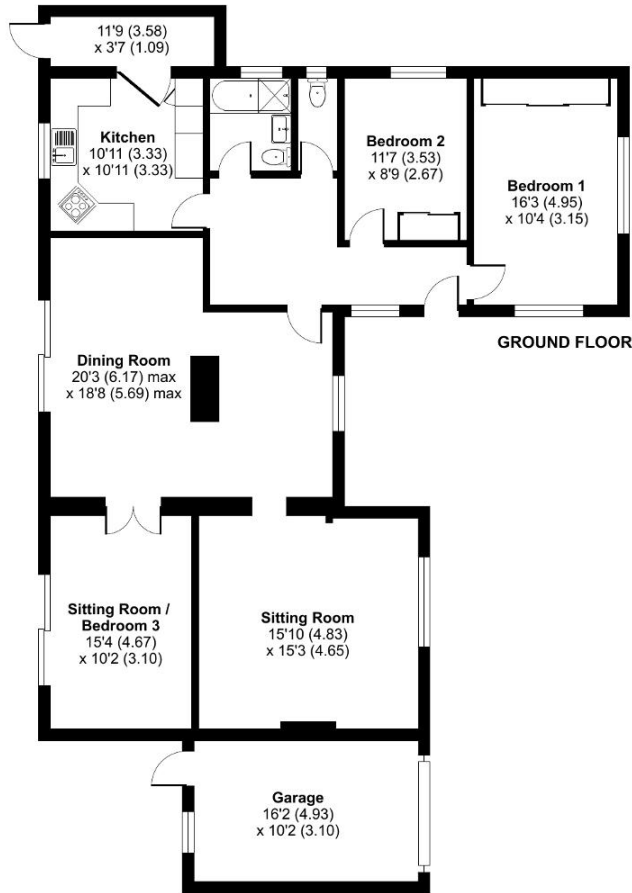 11'9 (3.58)
x 3'7 (1.09)
Kitchen
10'11 (3.33)
x 10'11 (3.33)
Bedroom 2
11'7 (3.53)
x 8'9 (2.67)
Bedroom 1
16'3 (4.95)
x 10'4 (3.15)
GROUND FLOOR
Dining Room
20'3 (6.17) max
x 18'8 (5.69) max
Sitting Room /
Bedroom 3
15'4 (4.67)
x 10'2 (3.10)
Sitting Room
15'10 (4.83)
x 15'3 (4.65)
Garage
16'2 (4.93)
x 10'2 (3.10)